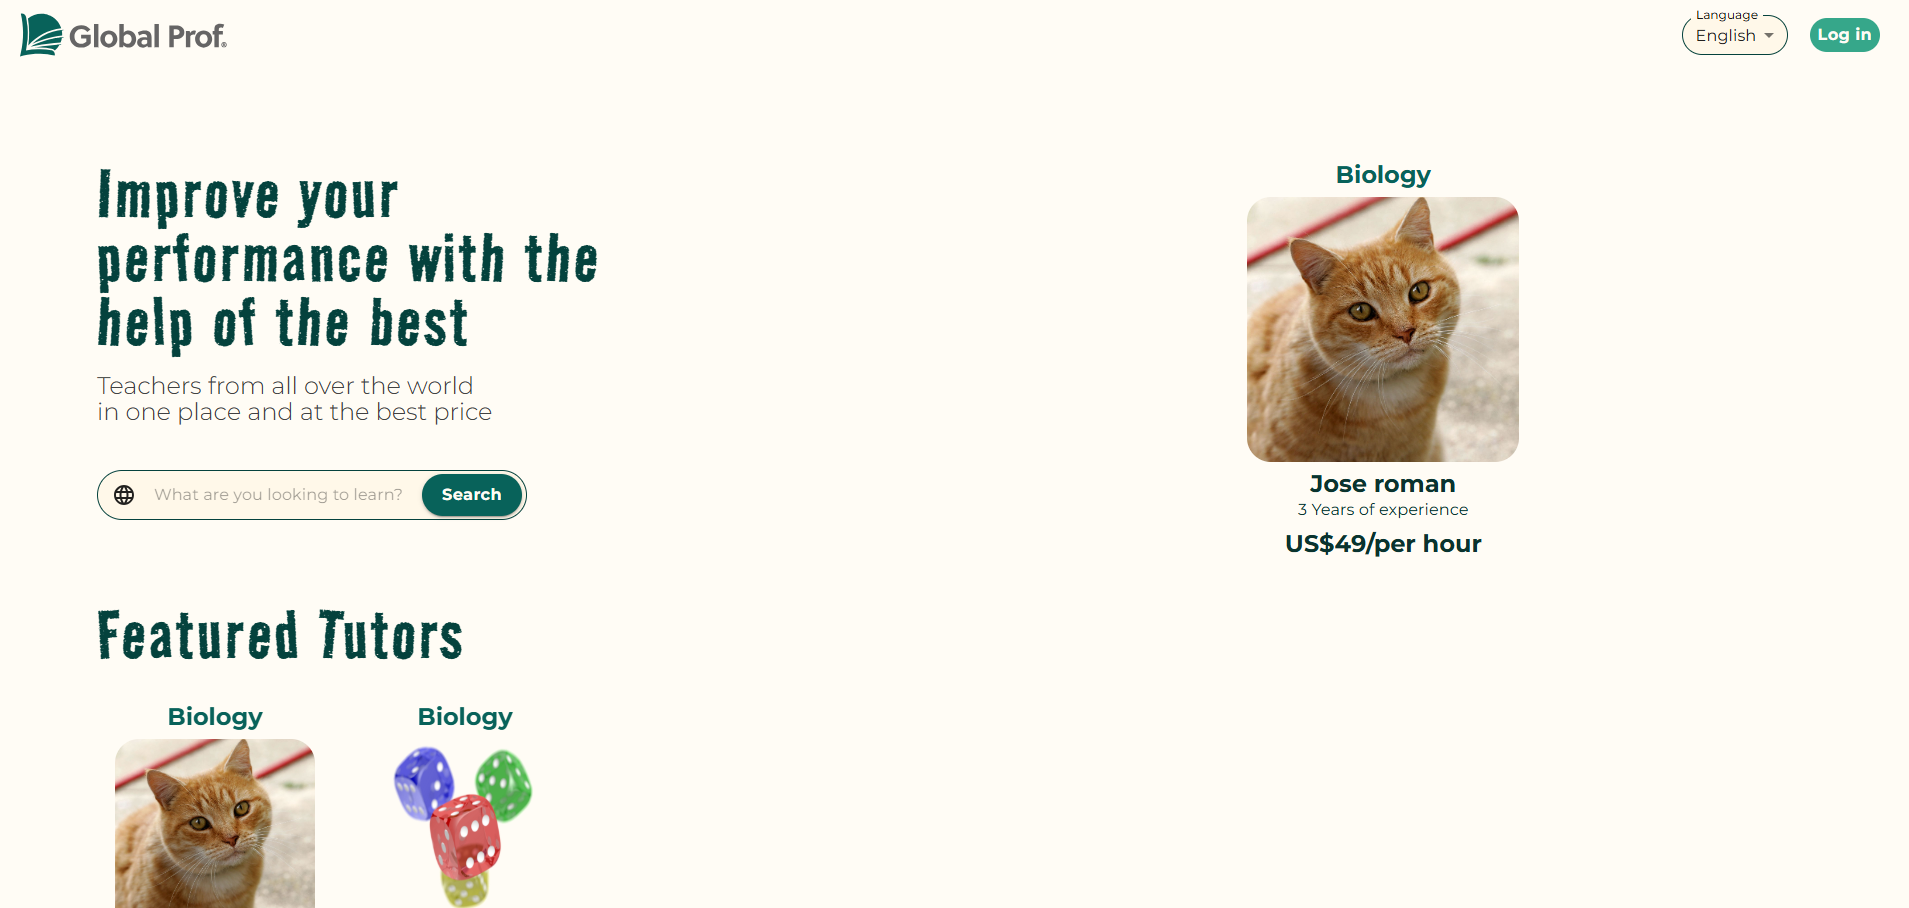 Global Prof®
Language
English
Log in
Improve your
performance with the
help of the best
Teachers from all over the world
in one place and at the best price
What are you looking to learn?
Search
Biology
Jose roman
3 Years of experience
US$49/per hour
Featured Tutors
Biology
Biology